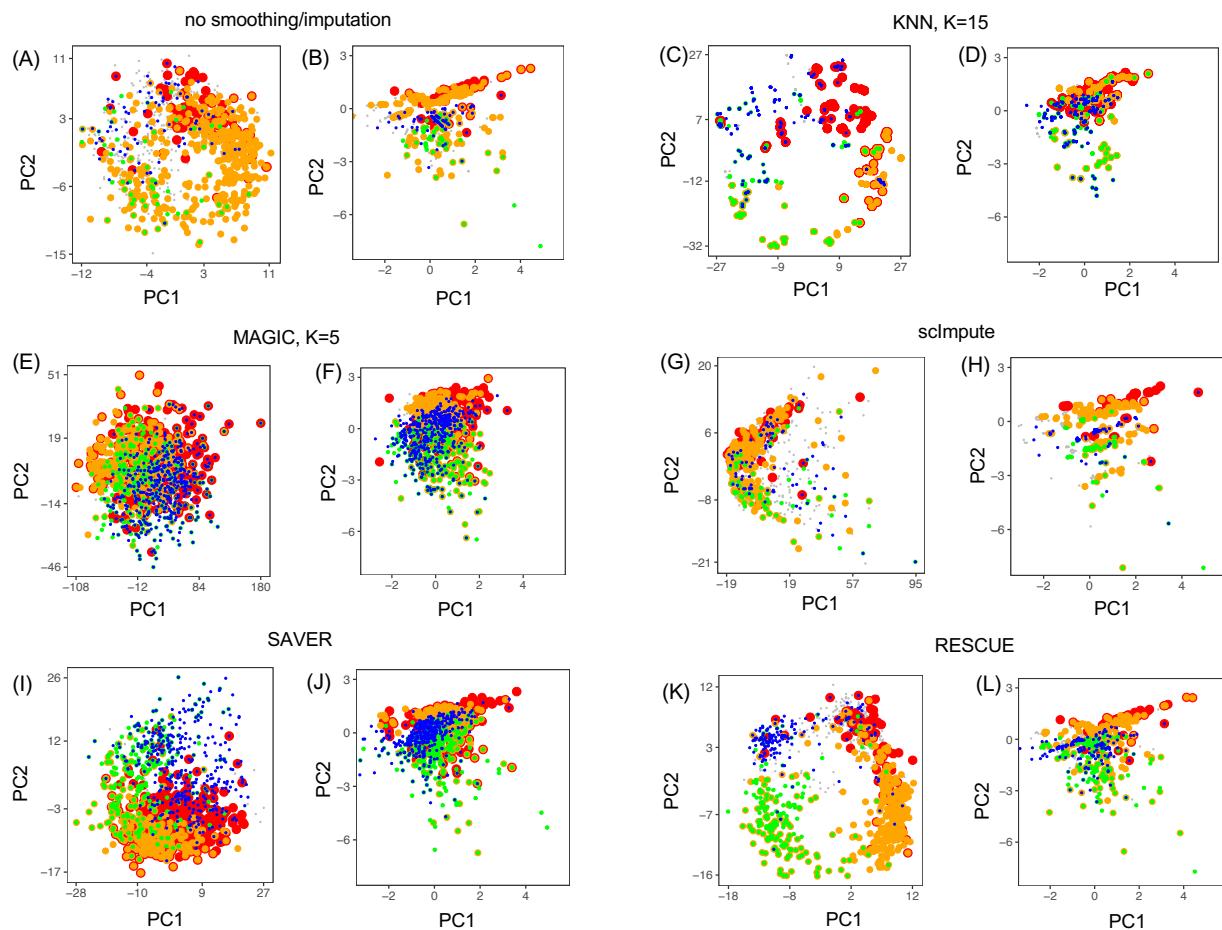 no smoothing/imputation
KNN, K=15
(A)
11
3
−6
−15
PC2
−12
−4
3
11
PC1
(B)
3
0
−3
−6
−2
0
2
4
PC1
(C)
27
7
−12
−32
PC2
−27
−9
9
27
PC1
(D)
3
0
−3
−6
−2
0
2
4
PC1
MAGIC, K=5
scImpute
(E)
51
19
−14
−46
PC2
−108
−12
84
180
PC1
(F)
3
0
−3
−6
PC2
−2
0
2
4
PC1
(G)
20
6
−8
−21
PC2
−19
19
57
95
PC1
(H)
3
0
−3
−6
PC2
−2
0
2
4
PC1
SAVER
RESCUE
(I)
26
12
−3
−17
PC2
−28
−10
9
27
PC1
(J)
3
0
−3
−6
PC2
−2
0
2
4
PC1
(K)
12
3
−7
−16
PC2
−18
−8
2
12
PC1
(L)
3
0
−3
−6
PC2
−2
0
2
4
PC1